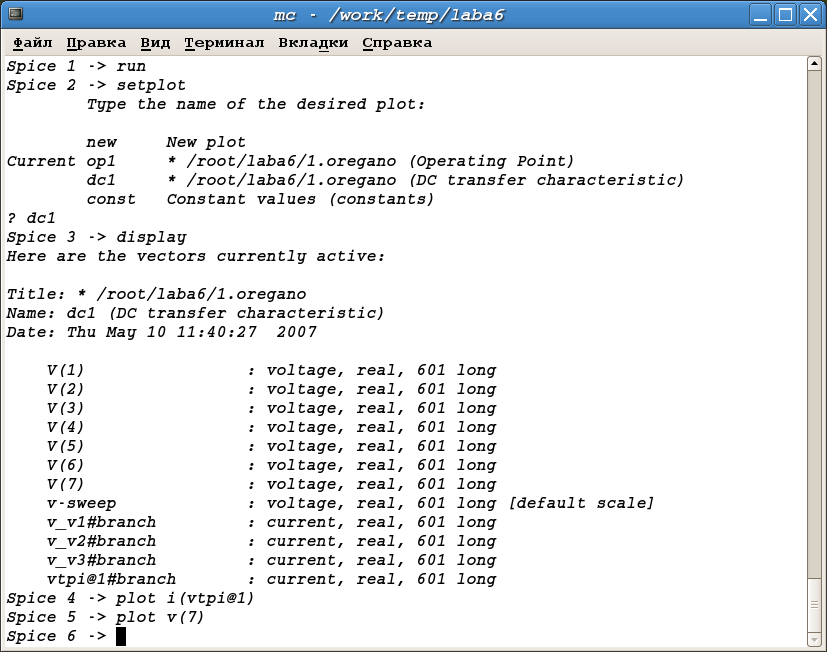 mc - /work/temp/laba6
Файл Правка Вид Терминал Вкладки Справка
Spice 1 -> run
Spice 2 -> setplot
Type the name of the desired plot:
new New plot
Current op1 * /root/laba6/1.oregano (Operating Point)
dc1 * /root/laba6/1.oregano (DC transfer characteristic)
const Constant values (constants)
? dc1
Spice 3 -> display
Here are the vectors currently active:
Title: * /root/laba6/1.oregano
Name: dc1 (DC transfer characteristic)
Date: Thu May 10 11:40:27 2007
V(1) : voltage, real, 601 long
V(2) : voltage, real, 601 long
V(3) : voltage, real, 601 long
V(4) : voltage, real, 601 long
V(5) : voltage, real, 601 long
V(6) : voltage, real, 601 long
V(7) : voltage, real, 601 long
v-sweep : voltage, real, 601 long [default scale]
v_v1#branch : current, real, 601 long
v_v2#branch : current, real, 601 long
v_v3#branch : current, real, 601 long
vtpi@1#branch : current, real, 601 long
Spice 4 -> plot i(vtpi@1)
Spice 5 -> plot v(7)
Spice 6 ->